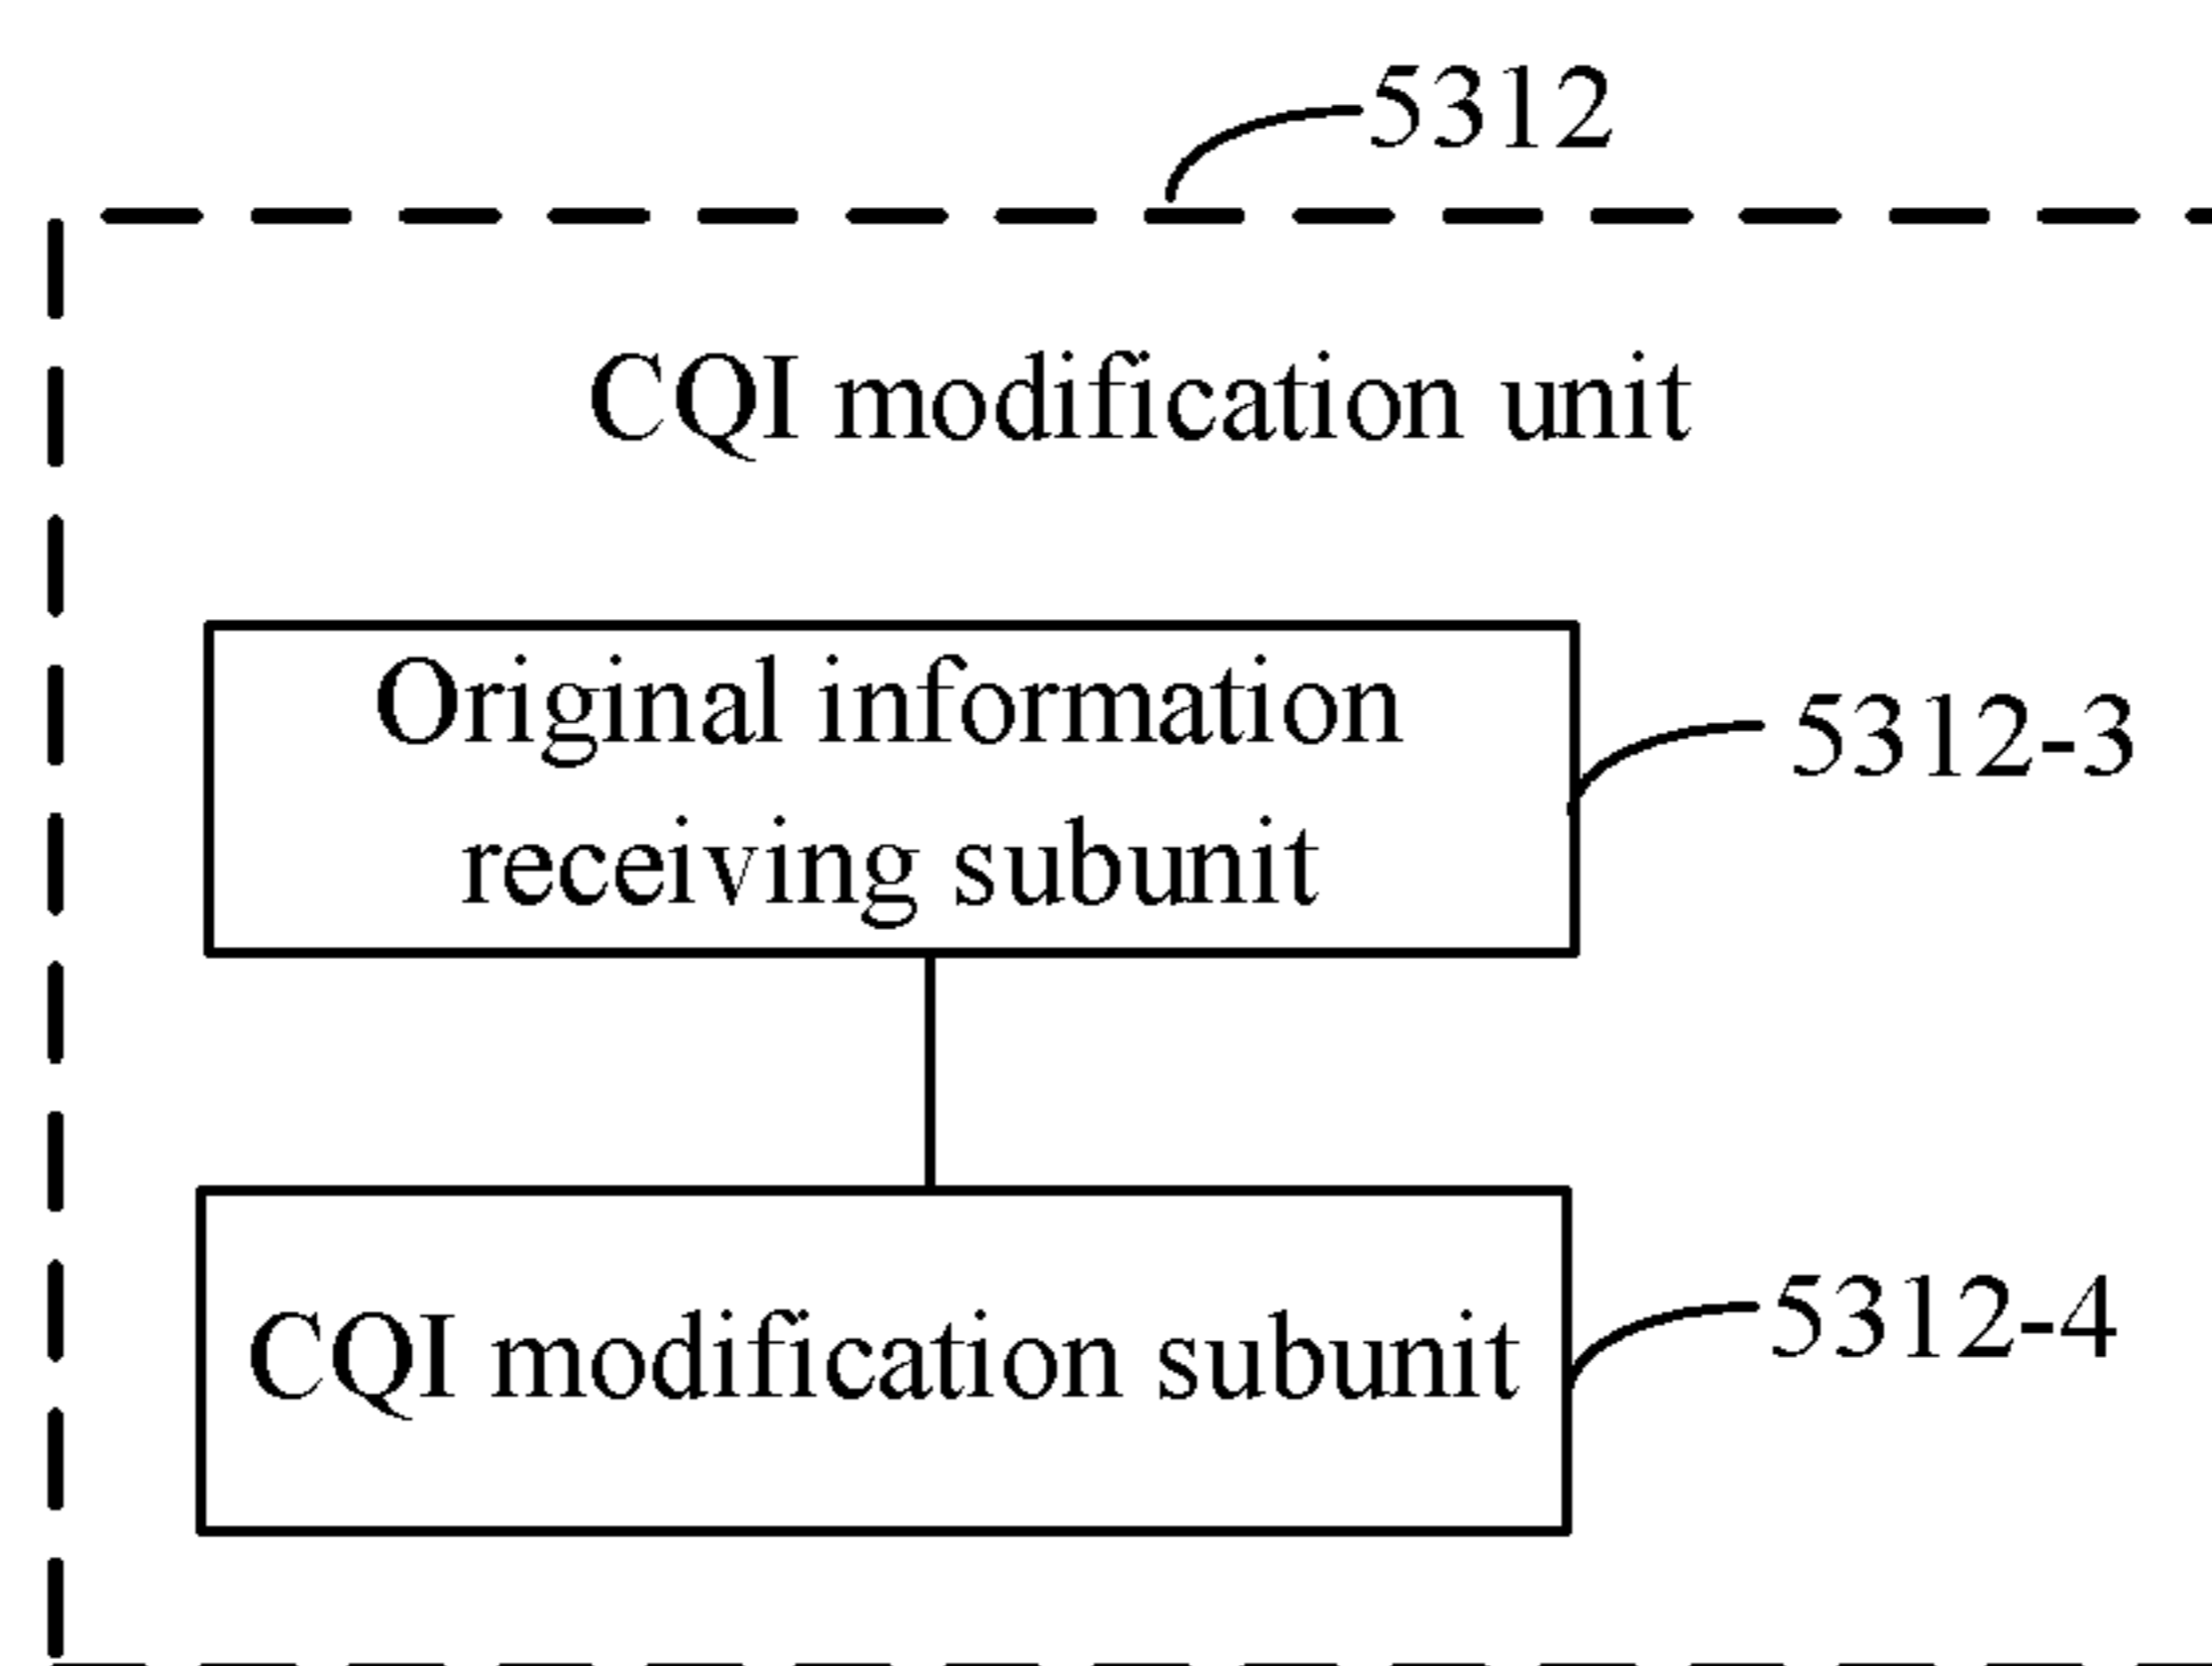 5312
CQI modification unit
Original information
receiving subunit
5312-3
CQI modification subunit
5312-4